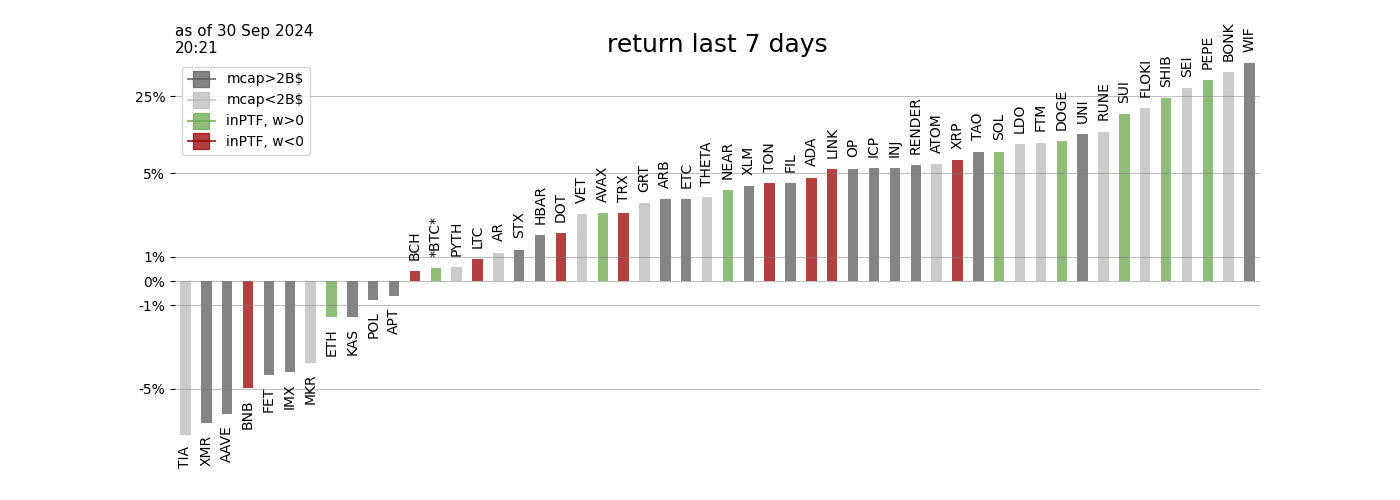 as of 30 Sep 2024
20:21
return last 7 days
mcap>2B$
mcap<2B$
inPTF, w>0
inPTF, w<0
25%
5%
1%
0%
-1%
-5%
TIA
XMR
AAVE
BNB
FET
IMX
MKR
ETH
KAS
POL
APT
BCH
*BTC*
PYTH
LTC
AR
STX
HBAR
DOT
VET
AVAX
TRX
GRT
ARB
ETC
THETA
NEAR
XLM
TON
FIL
ADA
LINK
OP
ICP
INJ
RENDER
ATOM
XRP
TAO
SOL
LDO
FTM
DOGE
UNI
RUNE
SUI
FLOKI
SHIB
SEI
PEPE
BONK
WIF